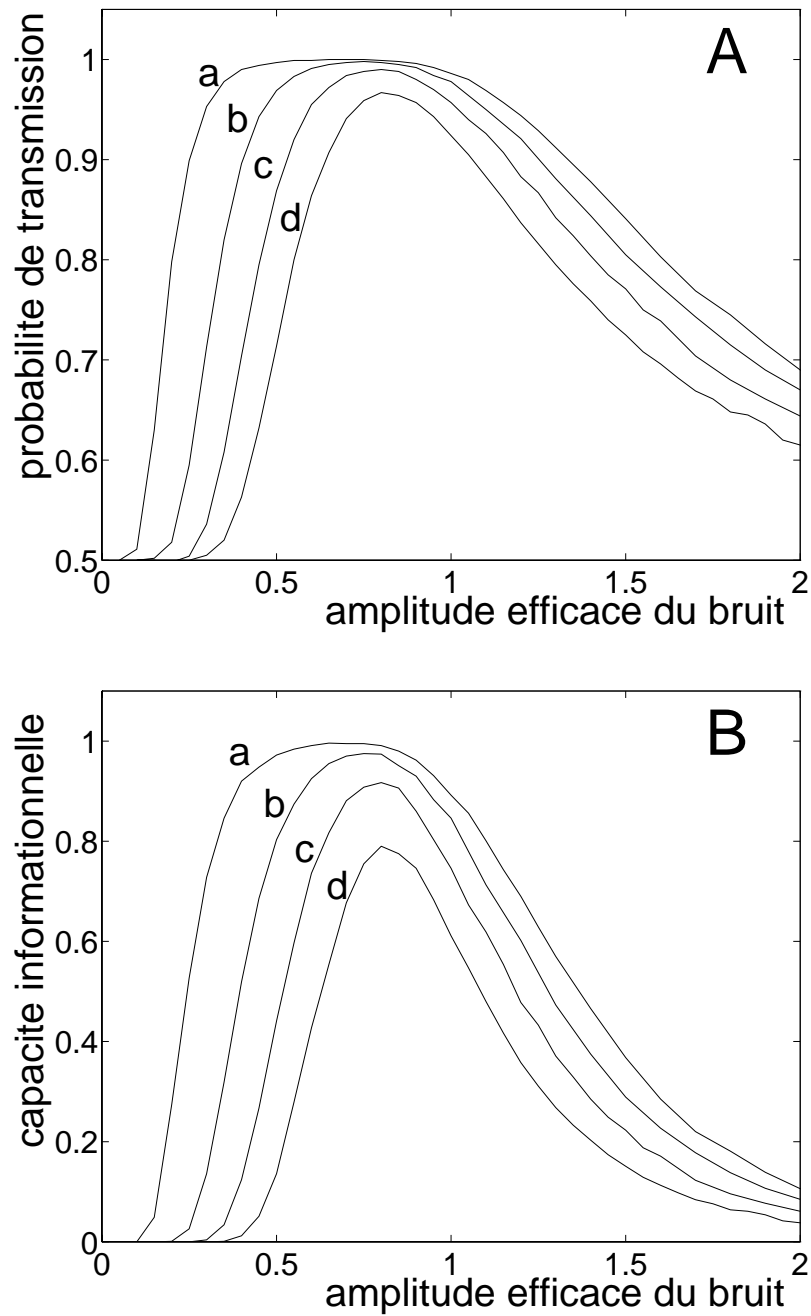 A
probabilite de transmission
1
0.9
0.8
0.7
0.6
0.5
a
b
c
d
0
0.5
1
1.5
2
amplitude efficace du bruit
B
capacite informationnelle
1
0.8
0.6
0.4
0.2
0
a
b
c
d
0
0.5
1
1.5
2
amplitude efficace du bruit